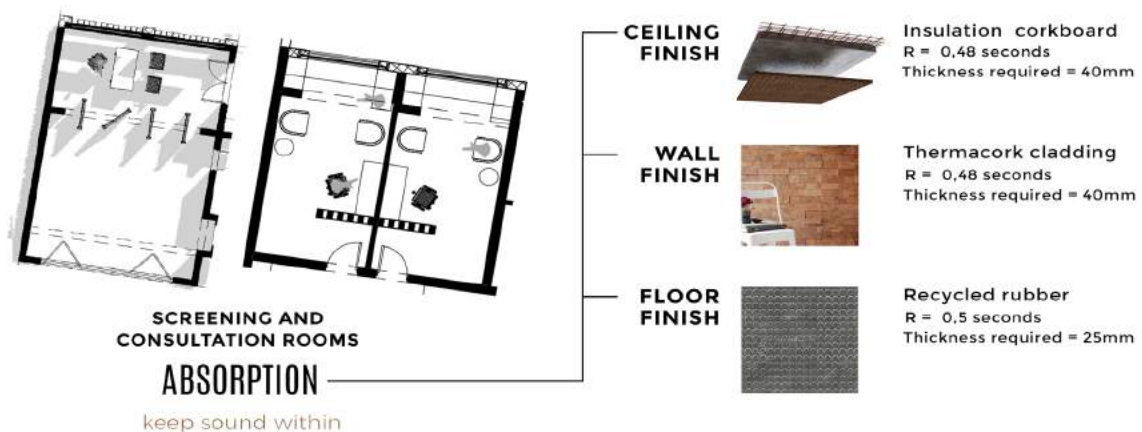 SCREENING AND
CONSULTATION ROOMS
ABSORPTION
keep sound within
CEILING
FINISH
Insulation corkboard
R = 0,48 seconds
Thickness required = 40mm
WALL
FINISH
Thermacork cladding
R = 0,48 seconds
Thickness required = 40mm
FLOOR
FINISH
Recycled rubber
R = 0,5 seconds
Thickness required = 25mm